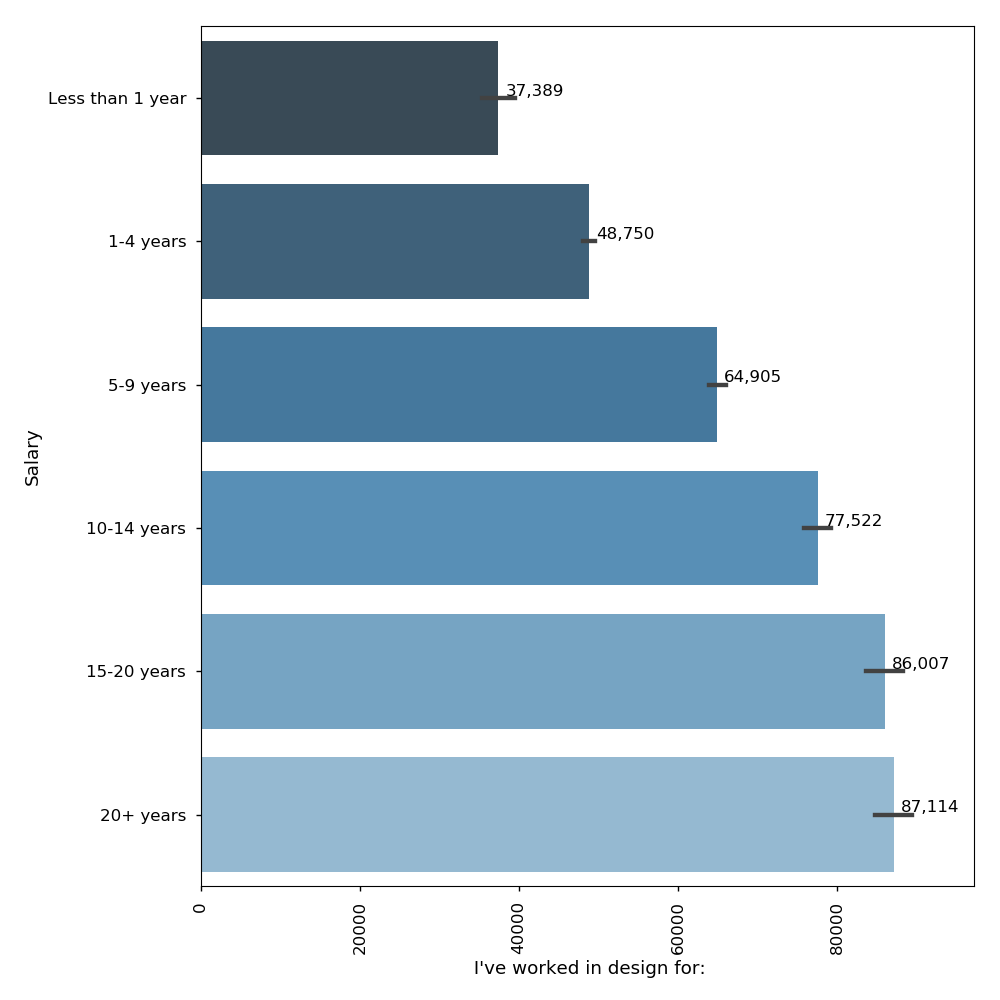 Less than 1 year
37,389
1-4 years
48,750
5-9 years
64,905
Salary
10-14 years
77,522
15-20 years
86,007
20+ years
87,114
0
20000
40000
60000
80000
I've worked in design for: